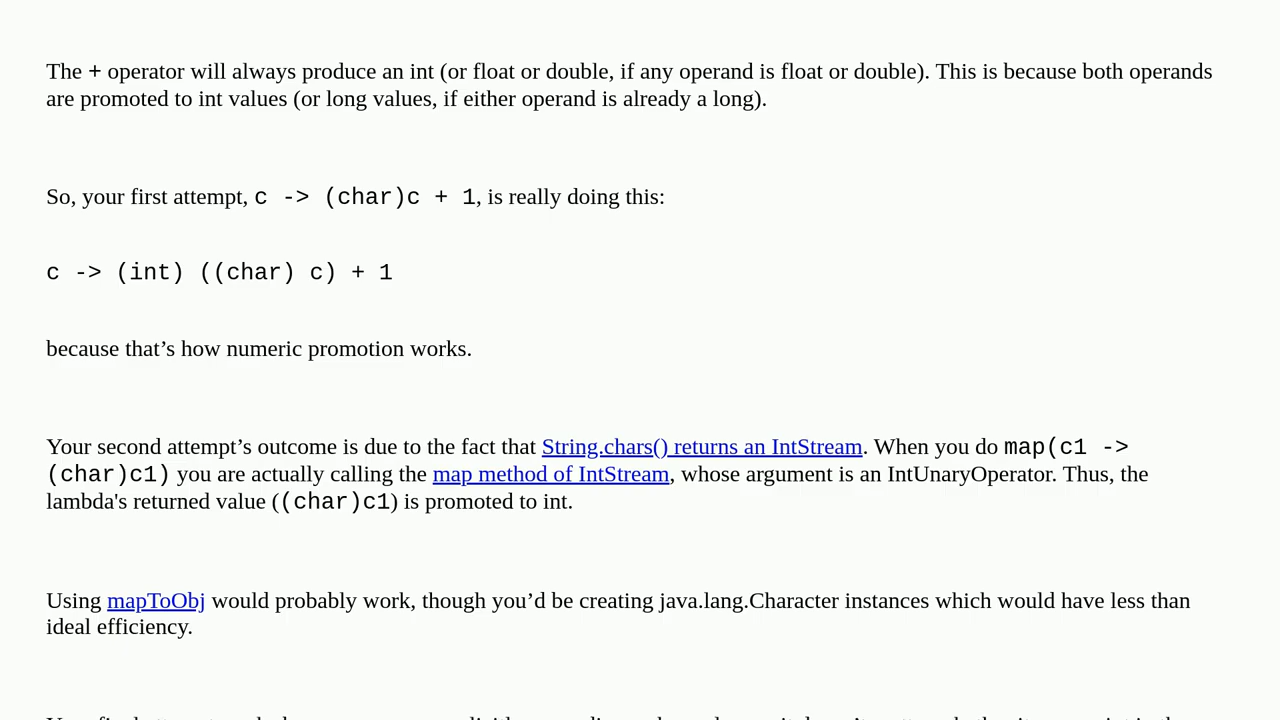 The + operator will always produce an int (or float or double, if any operand is float or double). This is because both operands
are promoted to int values (or long values, if either operand is already a long).
So, your first attempt, c -> (char)c + 1, is really doing this:
c -> (int) ((char) c) + 1
because that’s how numeric promotion works.
Your second attempt’s outcome is due to the fact that String.chars() returns an IntStream. When you do map(c1 ->
(char)c1) you are actually calling the map method of IntStream, whose argument is an IntUnaryOperator. Thus, the
lambda's returned value ((char)c1) is promoted to int.
Using mapToObj would probably work, though you’d be creating java.lang.Character instances which would have less than
ideal efficiency.